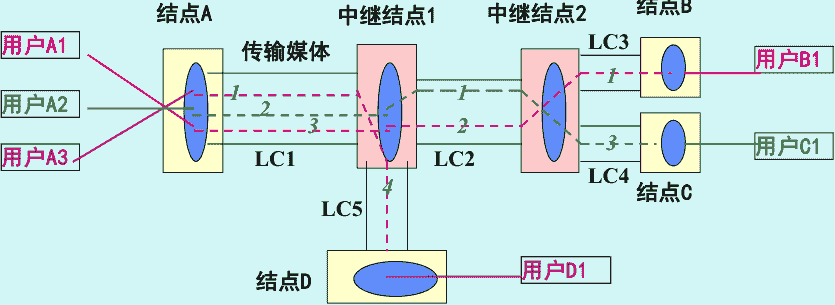 结点A
中继结点1
中继结点2
结点B
用户A1
传输媒体
LC3
用户B1
1
1
1
用户A2
2
3
2
用户A3
LC1
LC2
3
用户C1
LC4
4
结点C
LC5
结点D
用户D1